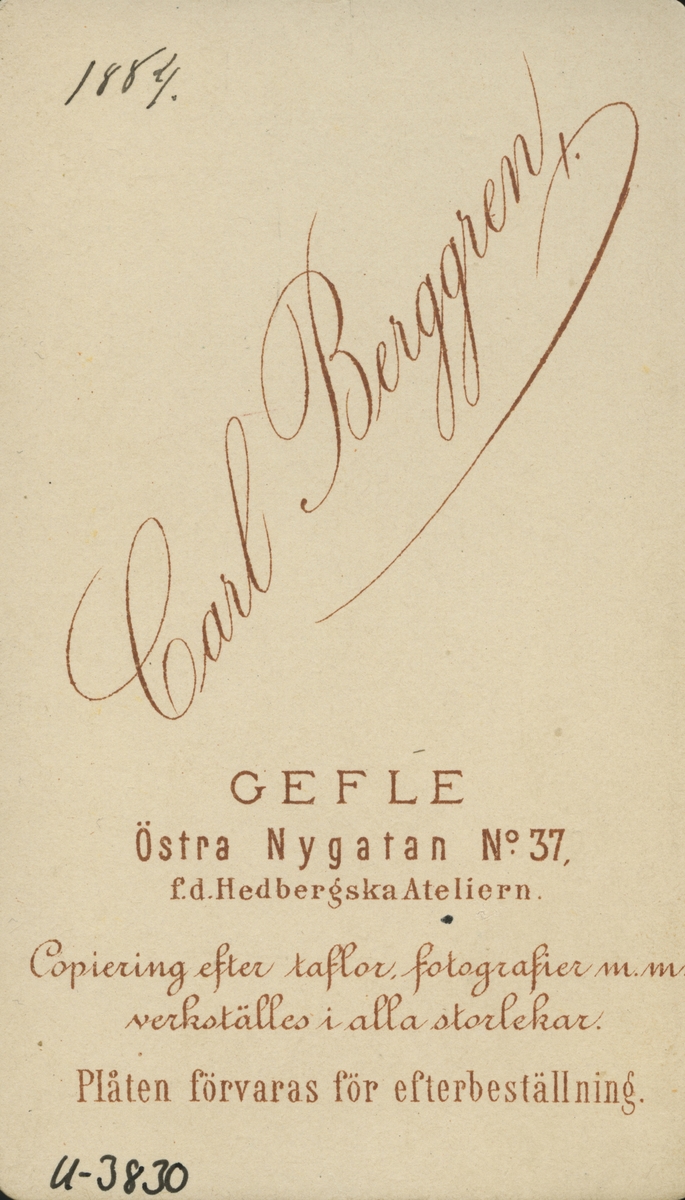 1884.
Carl Berggren.
GEFLE
Östra Nygatan No. 37,
f.d. Hedbergska Ateliern.
Copiering efter taflor, fotografier m.m.
verkställes i alla storlekar.
Plåten förvaras för efterbeställning.
U-3830